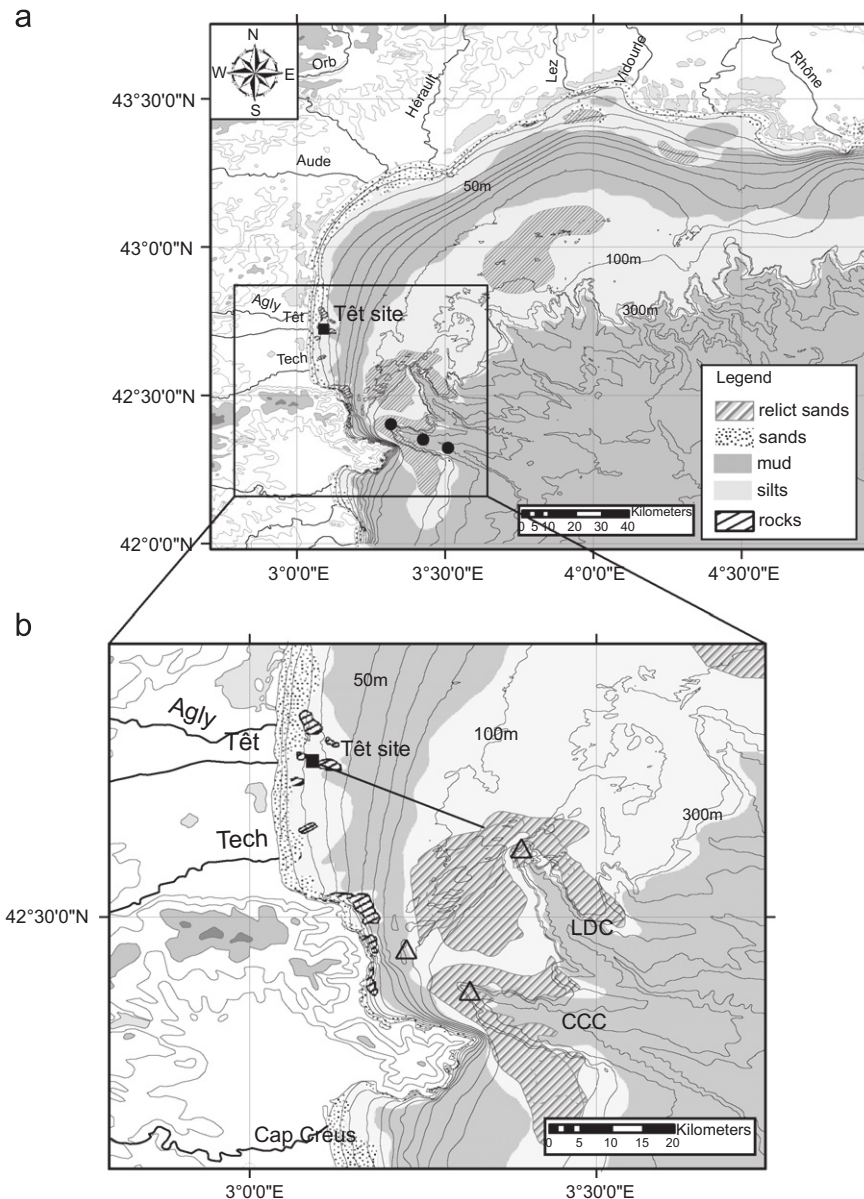 a
N
W E
S
Orb
Hérault
Lez
Vidourle
Rhône
43°30'0"N
Aude
50m
43°0'0"N
100m
Agly
Têt
Têt site
300m
Tech
42°30'0"N
Legend
relict sands
sands
mud
silts
rocks
Kilometers
0 5 10 20 30 40
42°0'0"N
3°0'0"E 3°30'0"E 4°0'0"E 4°30'0"E
b
50m
Agly
100m
Têt
Têt site
300m
Tech
42°30'0"N
LDC
CCC
Cap Creus
Kilometers
0 5 10 15 20
3°0'0"E 3°30'0"E